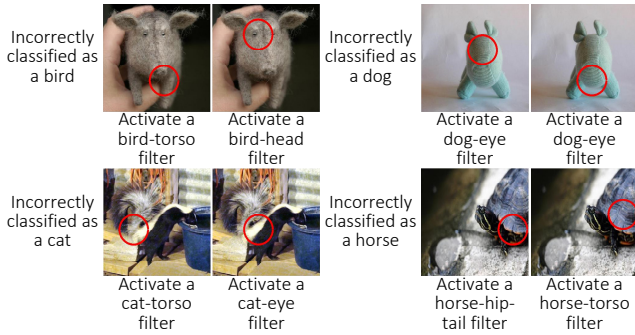 Incorrectly
classified as
a bird
Activate a
bird-torso
filter
Activate a
bird-head
filter
Incorrectly
classified as
a dog
Activate a
dog-eye
filter
Activate a
dog-eye
filter
Incorrectly
classified as
a cat
Activate a
cat-torso
filter
Activate a
cat-eye
filter
Incorrectly
classified as
a horse
Activate a
horse-hip-
tail filter
Activate a
horse-torso
filter